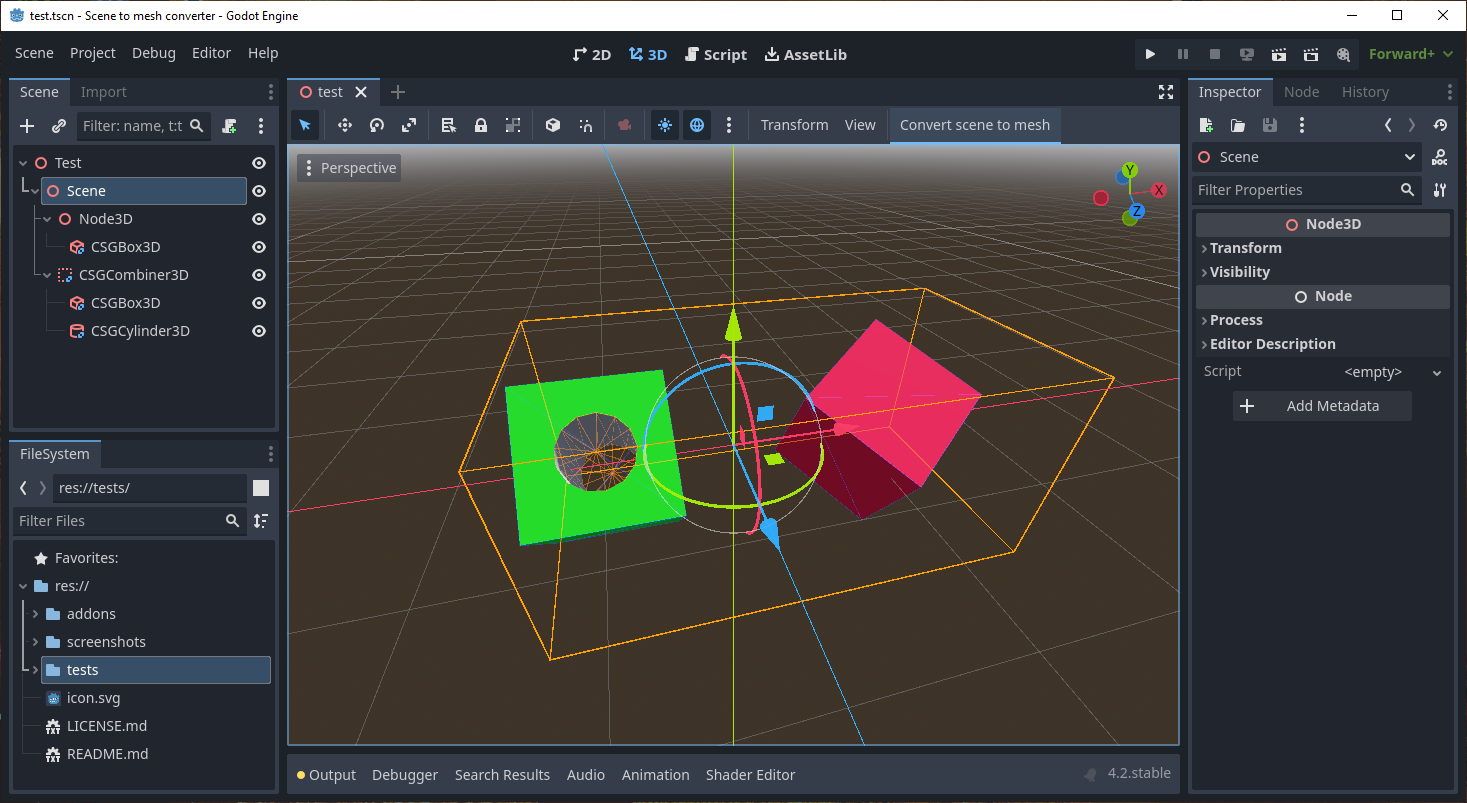 test.tscn - Scene to mesh converter - Godot Engine
Scene Project Debug Editor Help
2D 3D Script AssetLib
Forward+
Scene Import
Filter: name, t:t
Test
Scene
Node3D
CSGBox3D
CSGCombiner3D
CSGBox3D
CSGCylinder3D
FileSystem
res://tests/
Filter Files
Favorites:
res://
addons
screenshots
tests
icon.svg
TXT LICENSE.md
TXT README.md
test
Transform View Convert scene to mesh
Perspective
Y
X
Z
Output Debugger Search Results Audio Animation Shader Editor
4.2.stable
Inspector Node History
Scene
DOC
Filter Properties
Node3D
Transform
Visibility
Node
Process
Editor Description
Script <empty>
Add Metadata